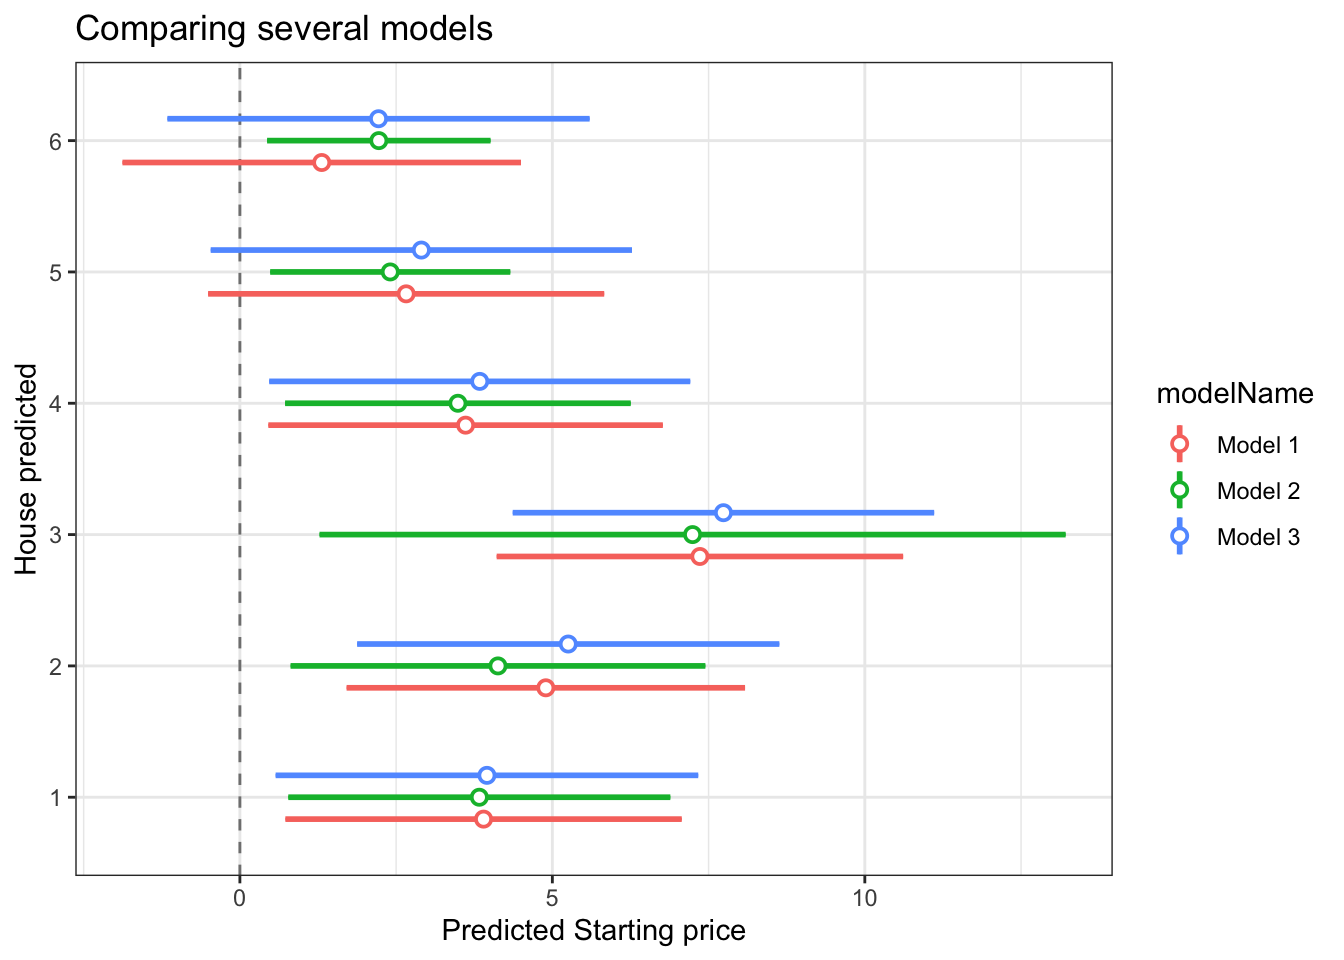 Comparing several models
6
5
4
3
2
1
House predicted
0 5 10
Predicted Starting price
modelName
Model 1
Model 2
Model 3